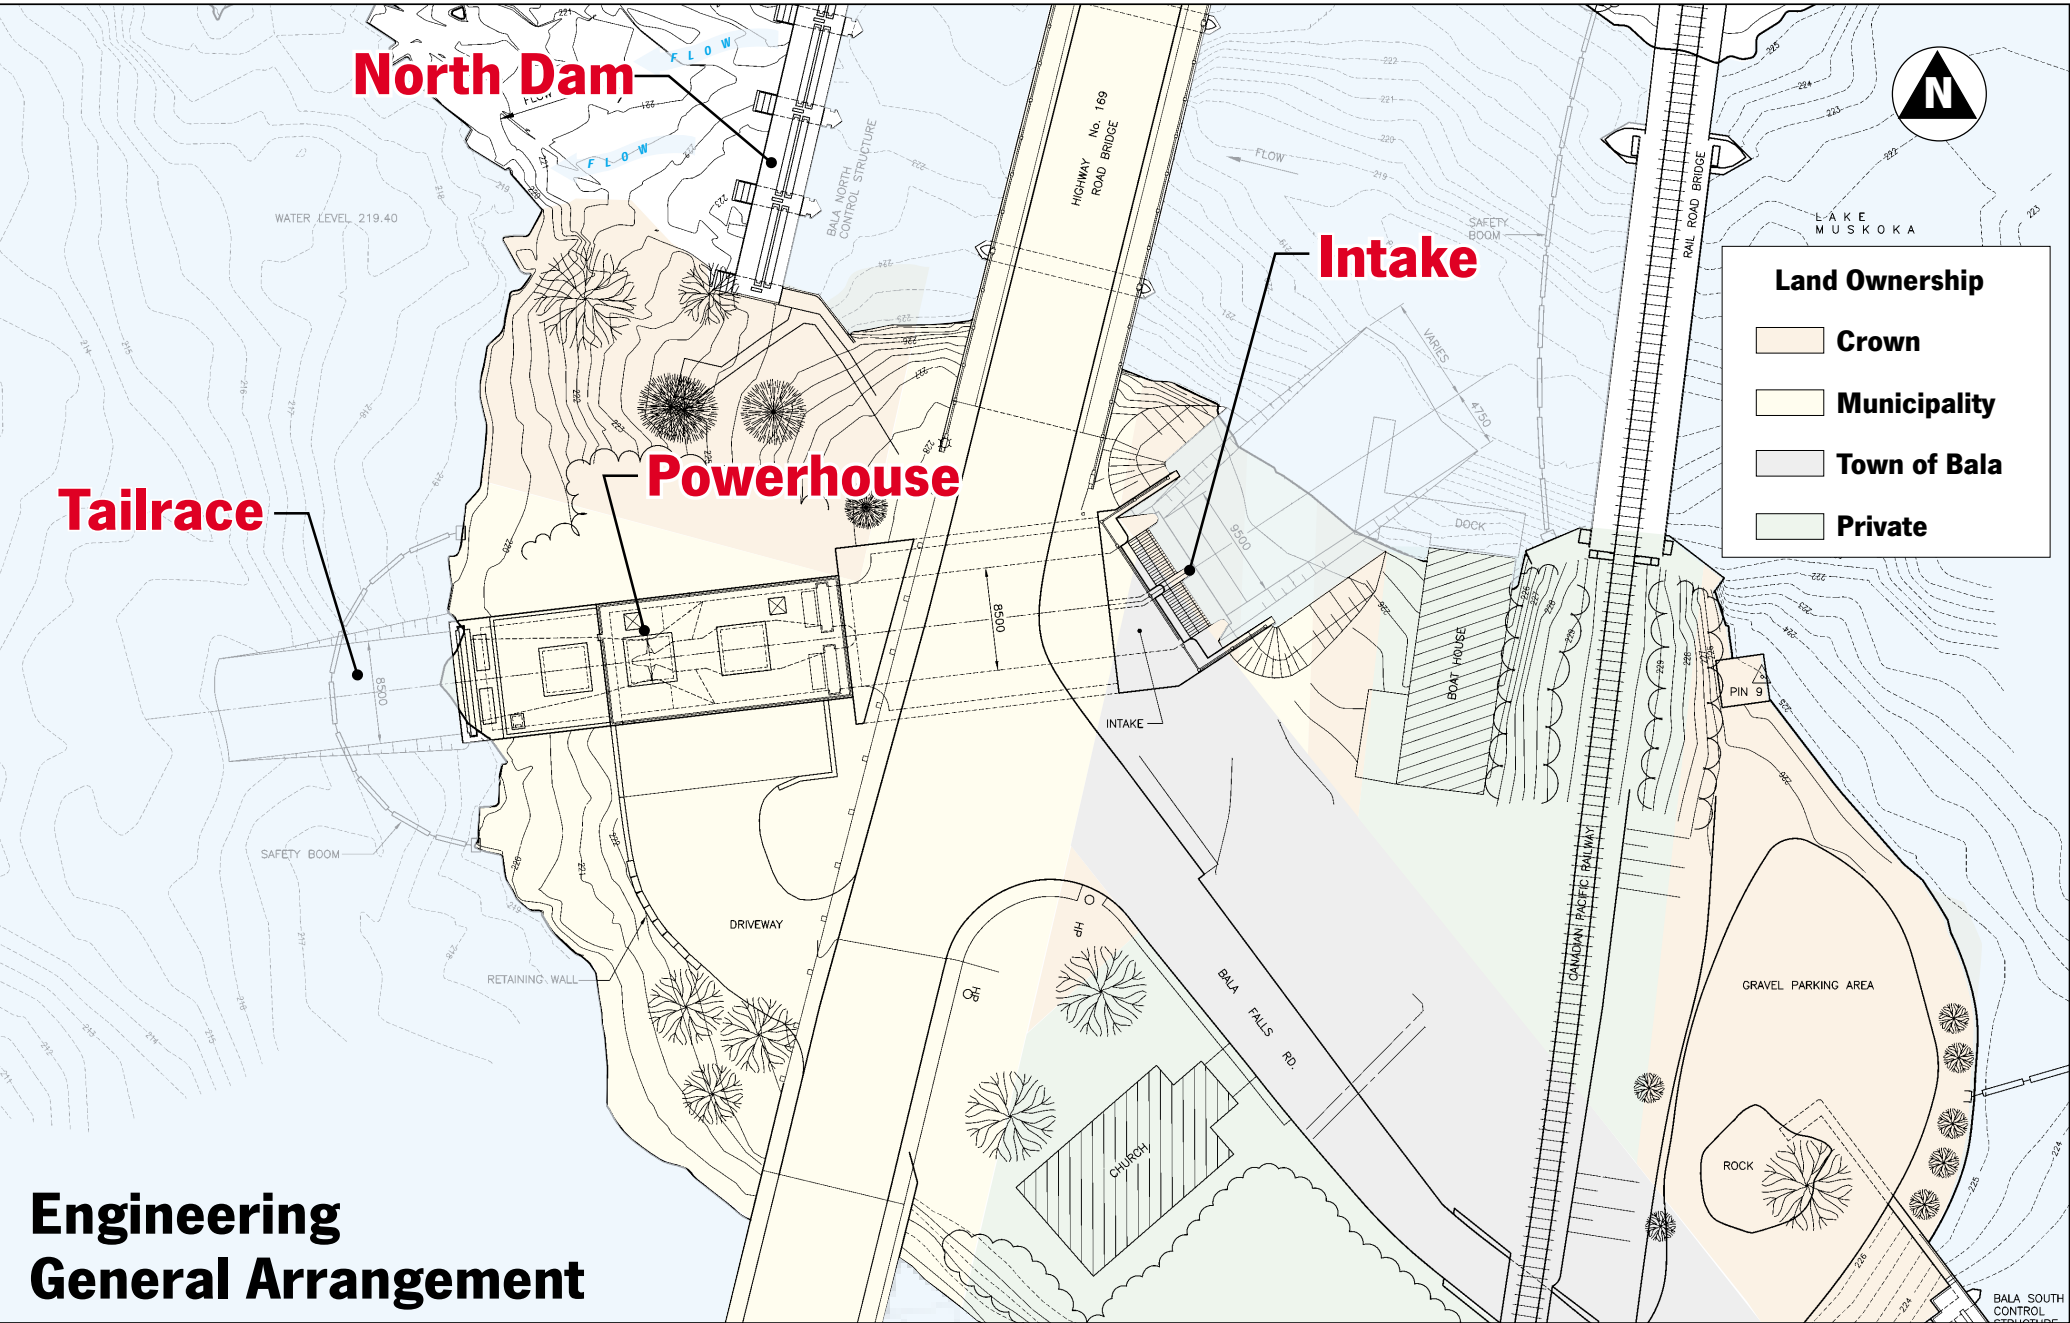 North Dam
FLOW
FLOW
FLOW
BALA NORTH
CONTROL STRUCTURE
HIGHWAY No. 169
ROAD BRIDGE
FLOW
SAFETY
BOOM
RAIL ROAD BRIDGE
LAKE
MUSKOKA
N
WATER LEVEL 219.40
Intake
VARIES
4750
Land Ownership
Crown
Municipality
Town of Bala
Private
Tailrace
Powerhouse
9500
DOCK
8500
8500
INTAKE
BOAT HOUSE
PIN 9
SAFETY BOOM
RETAINING WALL
DRIVEWAY
HP
HP
BALA FALLS RD.
CANADIAN PACIFIC RAILWAY
GRAVEL PARKING AREA
CHURCH
ROCK
Engineering
General Arrangement
BALA SOUTH
CONTROL
STRUCTURE